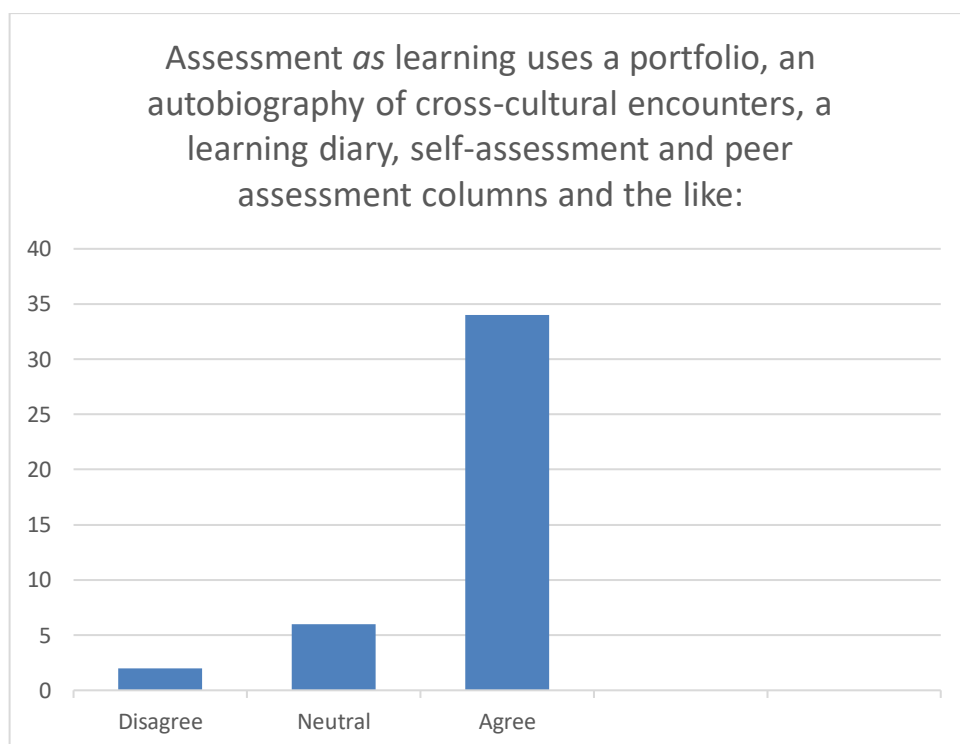 Assessment as learning uses a portfolio, an
autobiography of cross-cultural encounters, a
learning diary, self-assessment and peer
assessment columns and the like:
40
35
30
25
20
15
10
5
0
Disagree Neutral Agree